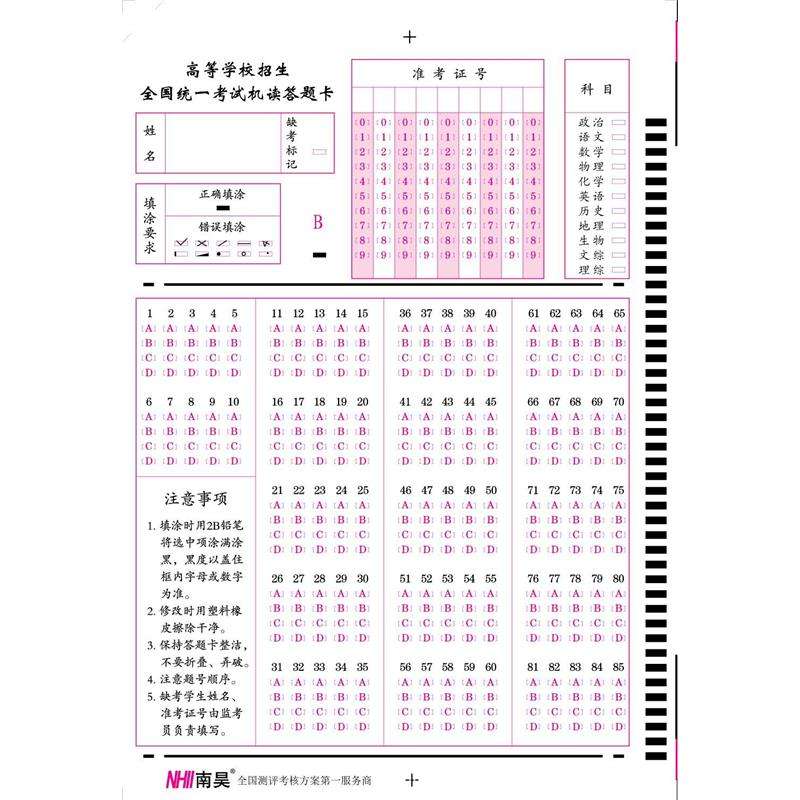 高等学校招生
全国统一考试机读答题卡
姓名
缺考标记
填涂要求
正确填涂
错误填涂
B
准考证号
[0] [0] [0] [0] [0] [0] [0] [0] [0]
[1] [1] [1] [1] [1] [1] [1] [1] [1]
[2] [2] [2] [2] [2] [2] [2] [2] [2]
[3] [3] [3] [3] [3] [3] [3] [3] [3]
[4] [4] [4] [4] [4] [4] [4] [4] [4]
[5] [5] [5] [5] [5] [5] [5] [5] [5]
[6] [6] [6] [6] [6] [6] [6] [6] [6]
[7] [7] [7] [7] [7] [7] [7] [7] [7]
[8] [8] [8] [8] [8] [8] [8] [8] [8]
[9] [9] [9] [9] [9] [9] [9] [9] [9]
科目
政治
语文
数学
物理
化学
英语
历史
地理
生物
文综
理综
1 2 3 4 5
[A] [A] [A] [A] [A]
[B] [B] [B] [B] [B]
[C] [C] [C] [C] [C]
[D] [D] [D] [D] [D]
6 7 8 9 10
[A] [A] [A] [A] [A]
[B] [B] [B] [B] [B]
[C] [C] [C] [C] [C]
[D] [D] [D] [D] [D]
注意事项
1. 填涂时用2B铅笔
将选中项涂满涂
黑，黑度以盖住
框内字母或数字
为准。
2. 修改时用塑料橡
皮擦除干净。
3. 保持答题卡整洁，
不要折叠、弄破。
4. 注意题号顺序。
5. 缺考学生姓名、
准考证号由监考
员负责填写。
11 12 13 14 15
[A] [A] [A] [A] [A]
[B] [B] [B] [B] [B]
[C] [C] [C] [C] [C]
[D] [D] [D] [D] [D]
16 17 18 19 20
[A] [A] [A] [A] [A]
[B] [B] [B] [B] [B]
[C] [C] [C] [C] [C]
[D] [D] [D] [D] [D]
21 22 23 24 25
[A] [A] [A] [A] [A]
[B] [B] [B] [B] [B]
[C] [C] [C] [C] [C]
[D] [D] [D] [D] [D]
26 27 28 29 30
[A] [A] [A] [A] [A]
[B] [B] [B] [B] [B]
[C] [C] [C] [C] [C]
[D] [D] [D] [D] [D]
31 32 33 34 35
[A] [A] [A] [A] [A]
[B] [B] [B] [B] [B]
[C] [C] [C] [C] [C]
[D] [D] [D] [D] [D]
36 37 38 39 40
[A] [A] [A] [A] [A]
[B] [B] [B] [B] [B]
[C] [C] [C] [C] [C]
[D] [D] [D] [D] [D]
41 42 43 44 45
[A] [A] [A] [A] [A]
[B] [B] [B] [B] [B]
[C] [C] [C] [C] [C]
[D] [D] [D] [D] [D]
46 47 48 49 50
[A] [A] [A] [A] [A]
[B] [B] [B] [B] [B]
[C] [C] [C] [C] [C]
[D] [D] [D] [D] [D]
51 52 53 54 55
[A] [A] [A] [A] [A]
[B] [B] [B] [B] [B]
[C] [C] [C] [C] [C]
[D] [D] [D] [D] [D]
56 57 58 59 60
[A] [A] [A] [A] [A]
[B] [B] [B] [B] [B]
[C] [C] [C] [C] [C]
[D] [D] [D] [D] [D]
61 62 63 64 65
[A] [A] [A] [A] [A]
[B] [B] [B] [B] [B]
[C] [C] [C] [C] [C]
[D] [D] [D] [D] [D]
66 67 68 69 70
[A] [A] [A] [A] [A]
[B] [B] [B] [B] [B]
[C] [C] [C] [C] [C]
[D] [D] [D] [D] [D]
71 72 73 74 75
[A] [A] [A] [A] [A]
[B] [B] [B] [B] [B]
[C] [C] [C] [C] [C]
[D] [D] [D] [D] [D]
76 77 78 79 80
[A] [A] [A] [A] [A]
[B] [B] [B] [B] [B]
[C] [C] [C] [C] [C]
[D] [D] [D] [D] [D]
81 82 83 84 85
[A] [A] [A] [A] [A]
[B] [B] [B] [B] [B]
[C] [C] [C] [C] [C]
[D] [D] [D] [D] [D]
NHII南昊® 全国测评考核方案第一服务商